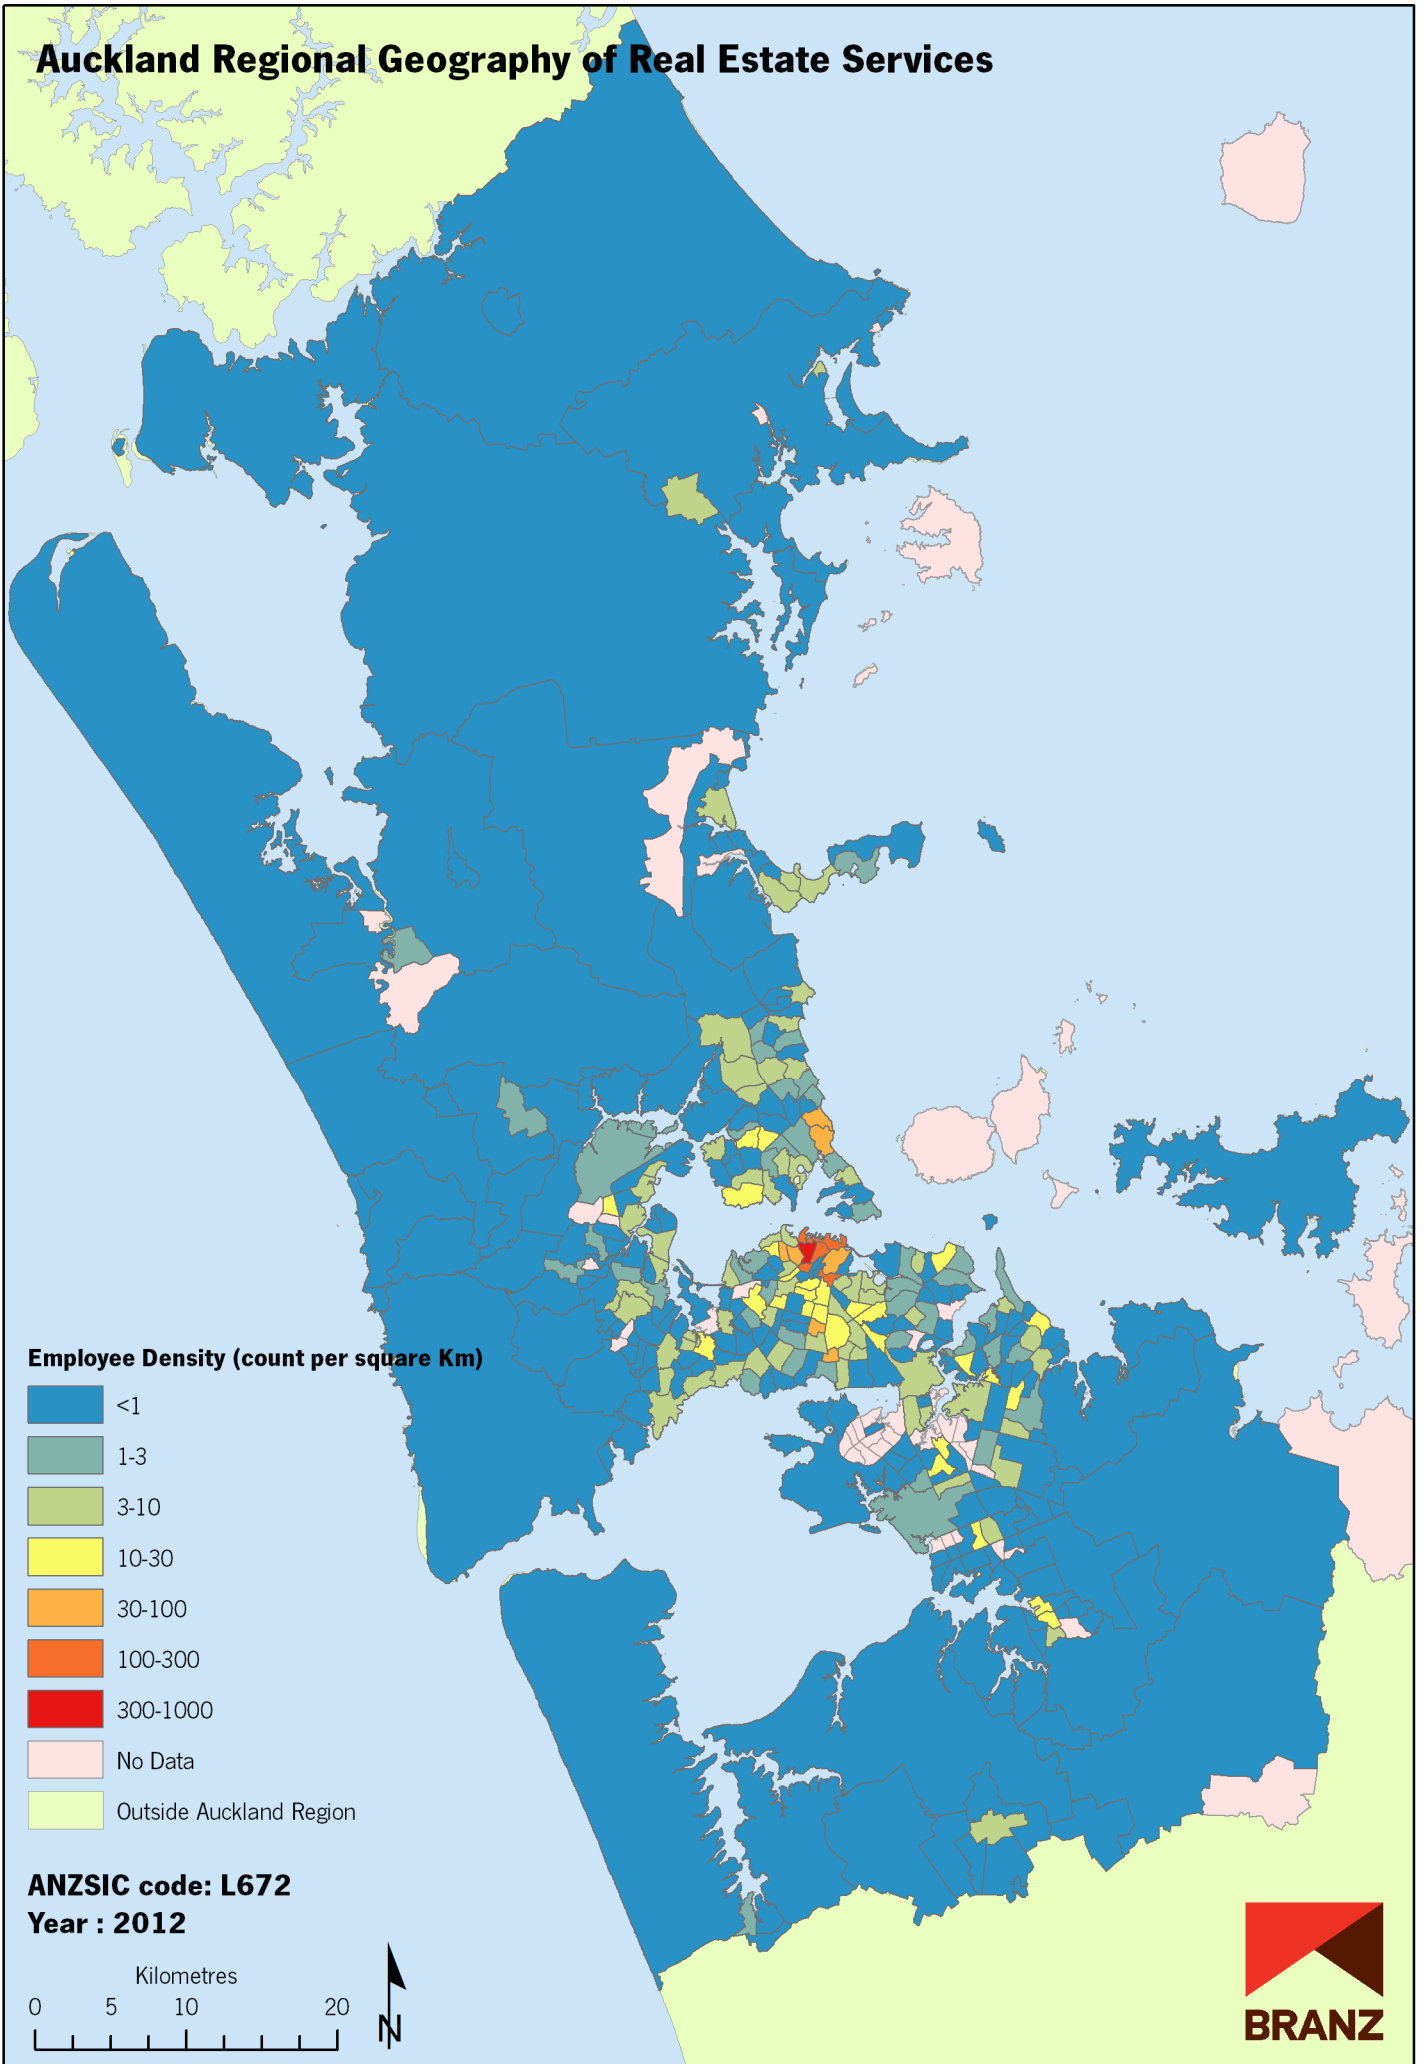 Auckland Regional Geography of Real Estate Services
Employee Density (count per square Km)
<1
1-3
3-10
10-30
30-100
100-300
300-1000
No Data
Outside Auckland Region
ANZSIC code: L672
Year : 2012
Kilometres
0 5 10 20
N
BRANZ